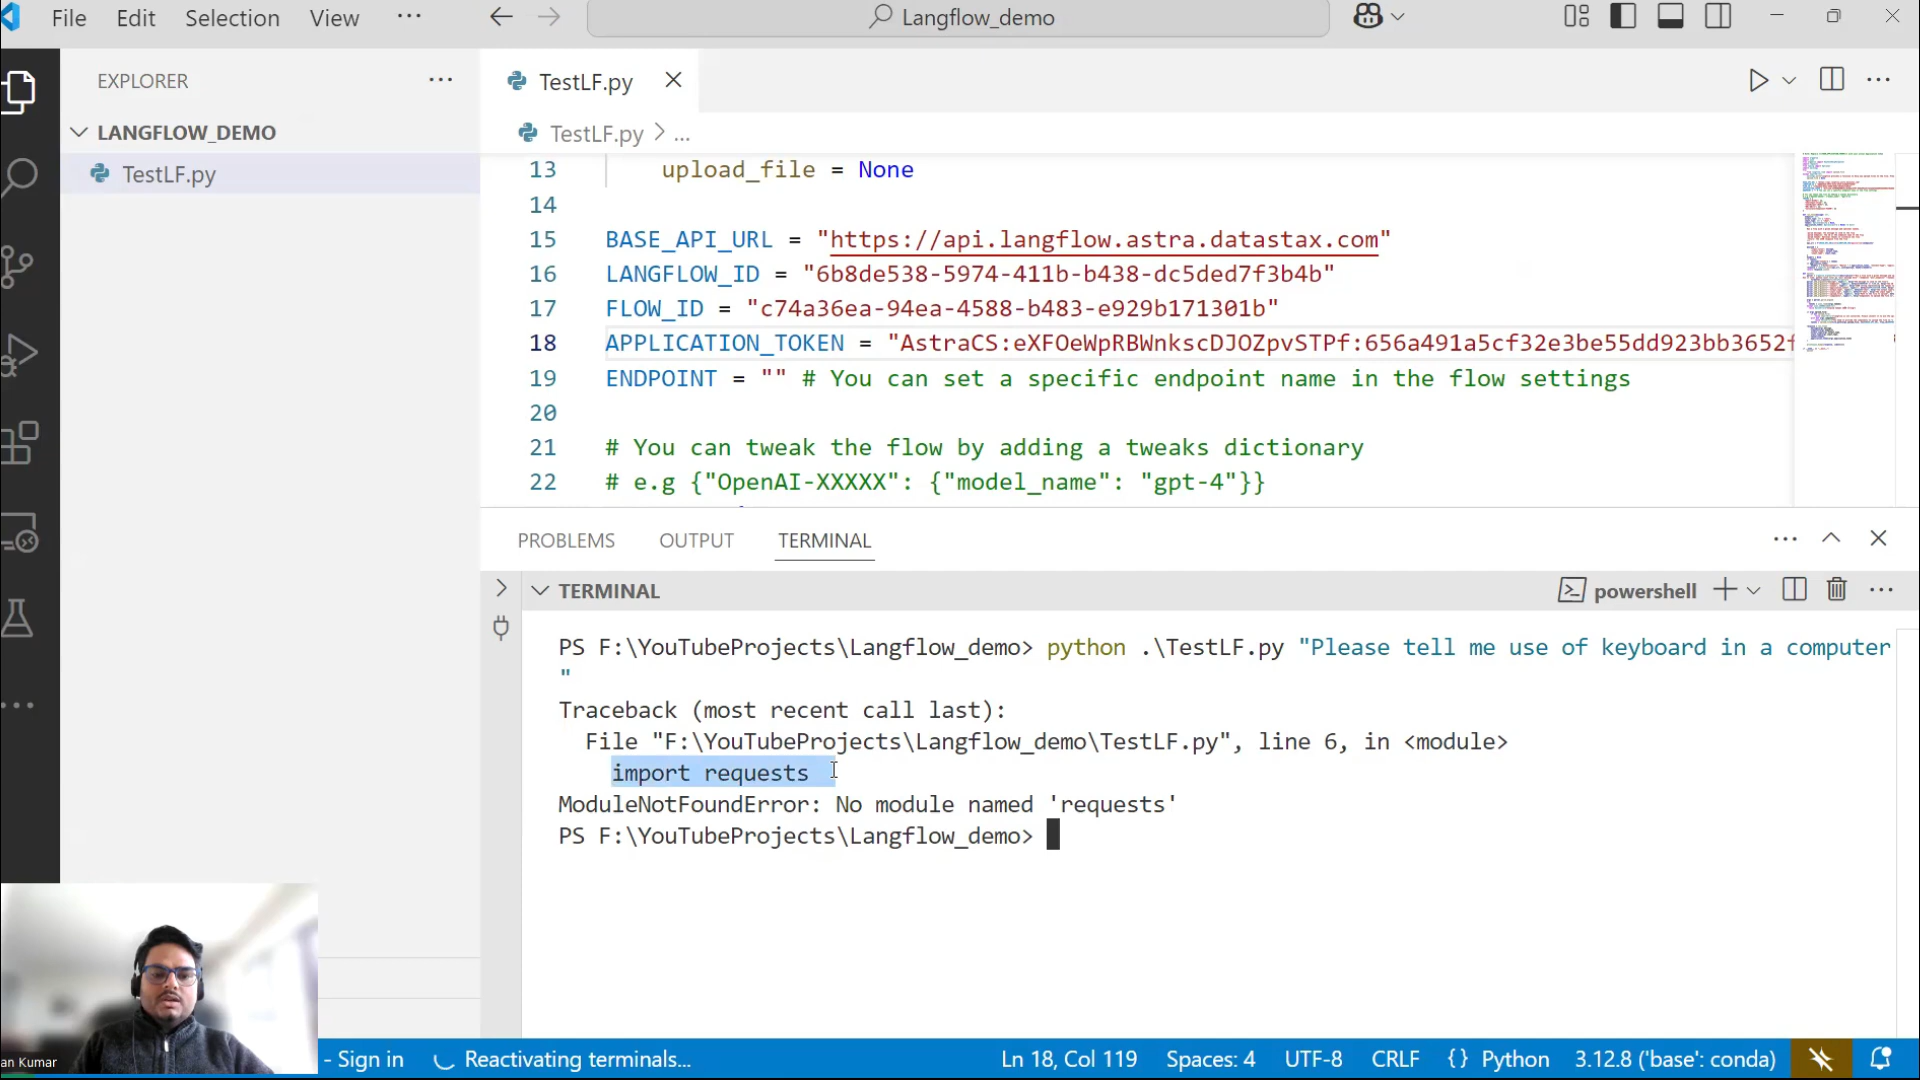 File Edit Selection View ··· Langflow_demo
EXPLORER ···
LANGFLOW_DEMO
TestLF.py
TestLF.py
TestLF.py > ...
13 upload_file = None
14
15 BASE_API_URL = "https://api.langflow.astra.datastax.com"
16 LANGFLOW_ID = "6b8de538-5974-411b-b438-dc5ded7f3b4b"
17 FLOW_ID = "c74a36ea-94ea-4588-b483-e929b171301b"
18 APPLICATION_TOKEN = "AstraCS:eXFOeWpRBWnkscDJOZpvSTPf:656a491a5cf32e3be55dd923bb3652f
19 ENDPOINT = "" # You can set a specific endpoint name in the flow settings
20
21 # You can tweak the flow by adding a tweaks dictionary
22 # e.g {"OpenAI-XXXXX": {"model_name": "gpt-4"}}
PROBLEMS OUTPUT TERMINAL
TERMINAL powershell
PS F:\YouTubeProjects\Langflow_demo> python .\TestLF.py "Please tell me use of keyboard in a computer
"
Traceback (most recent call last):
File "F:\YouTubeProjects\Langflow_demo\TestLF.py", line 6, in <module>
import requests
ModuleNotFoundError: No module named 'requests'
PS F:\YouTubeProjects\Langflow_demo>
an Kumar
- Sign in Reactivating terminals... Ln 18, Col 119 Spaces: 4 UTF-8 CRLF {} Python 3.12.8 ('base': conda)